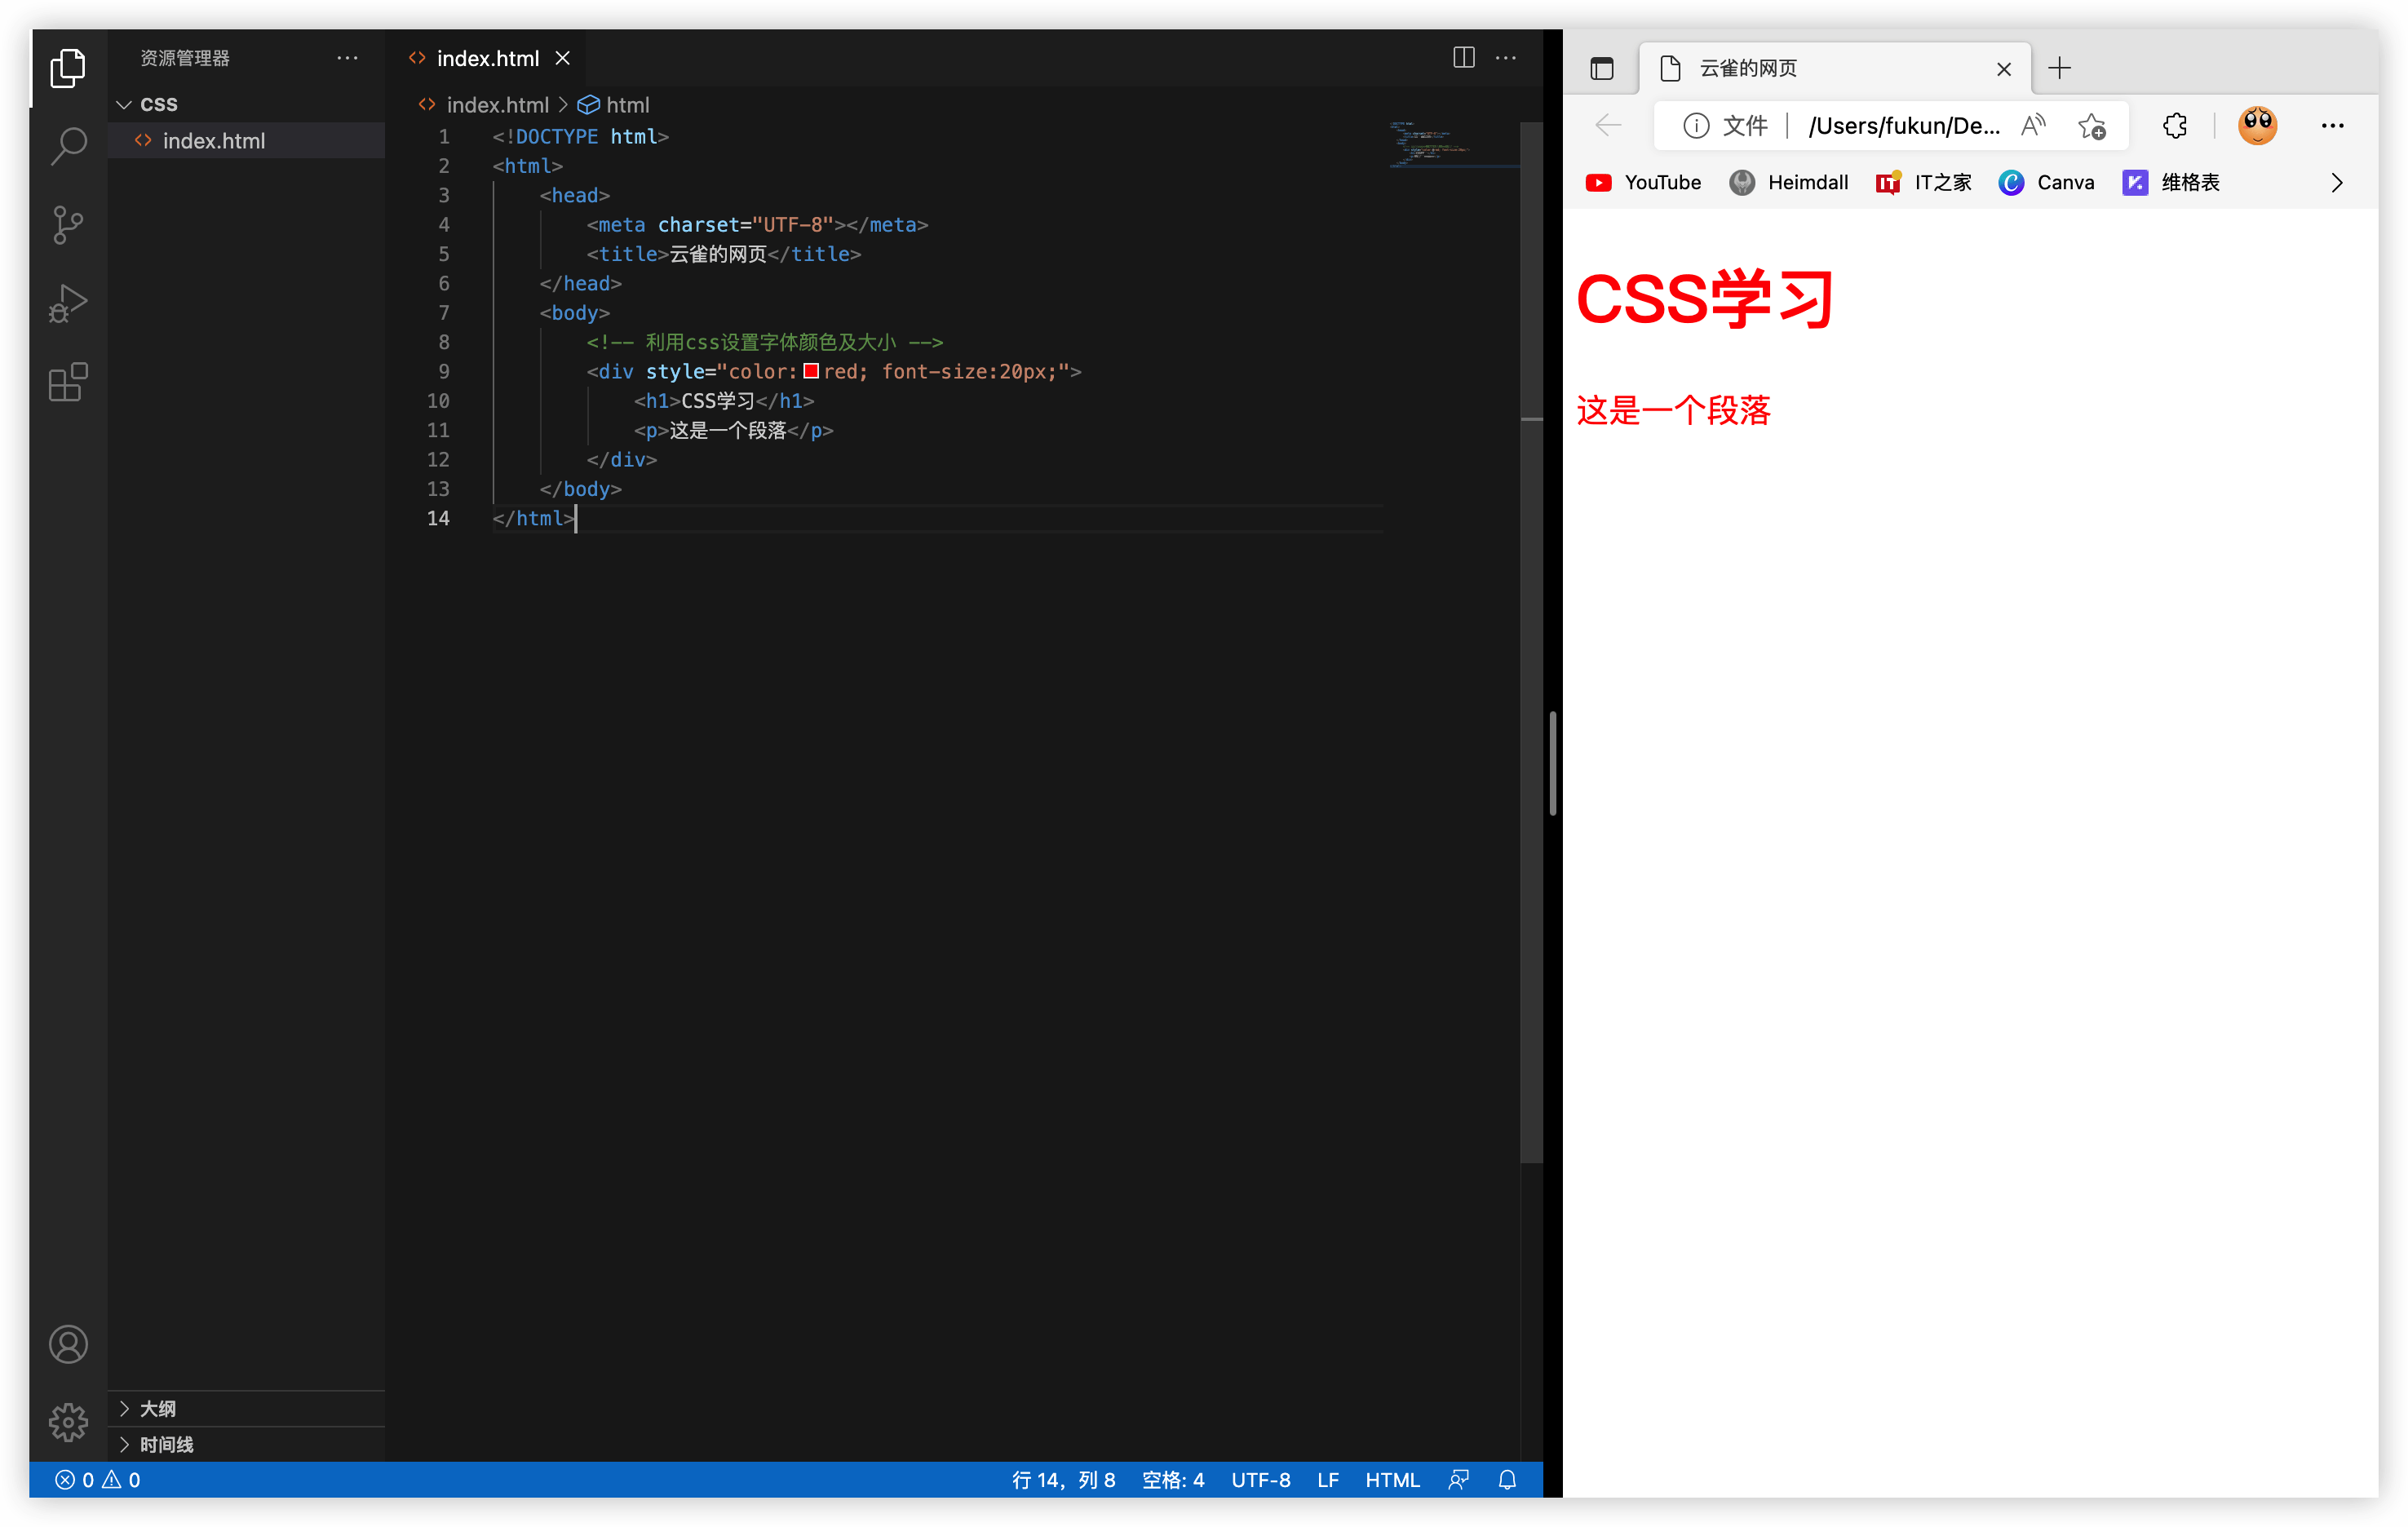 资源管理器
CSS
index.html
大纲
时间线
index.html
index.html > html
1 <!DOCTYPE html>
2 <html>
3 <head>
4 <meta charset="UTF-8"></meta>
5 <title>云雀的网页</title>
6 </head>
7 <body>
8 <!-- 利用css设置字体颜色及大小 -->
9 <div style="color:red; font-size:20px;">
10 <h1>CSS学习</h1>
11 <p>这是一个段落</p>
12 </div>
13 </body>
14 </html>
0 0 行 14，列 8 空格: 4 UTF-8 LF HTML
云雀的网页
文件 | /Users/fukun/De...
YouTube Heimdall IT之家 Canva 维格表
CSS学习
这是一个段落